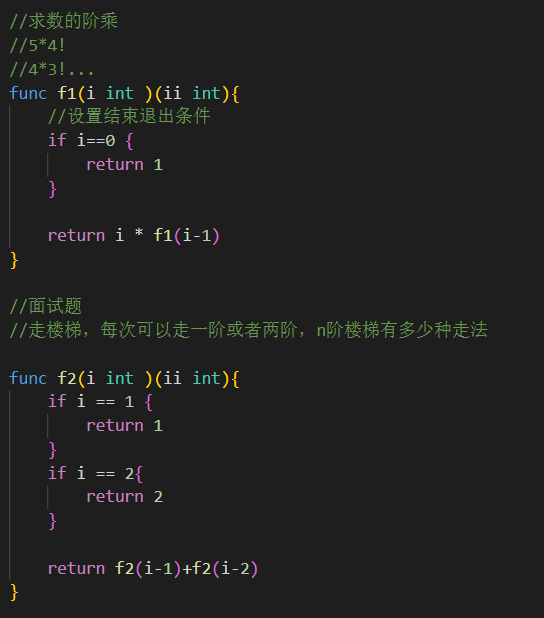 //求数的阶乘
//5*4!
//4*3!...
func f1(i int )(ii int){
    //设置结束退出条件
    if i==0 {
        return 1
    }

    return i * f1(i-1)
}

//面试题
//走楼梯，每次可以走一阶或者两阶，n阶楼梯有多少种走法

func f2(i int )(ii int){
    if i == 1 {
        return 1
    }
    if i == 2{
        return 2
    }

    return f2(i-1)+f2(i-2)
}